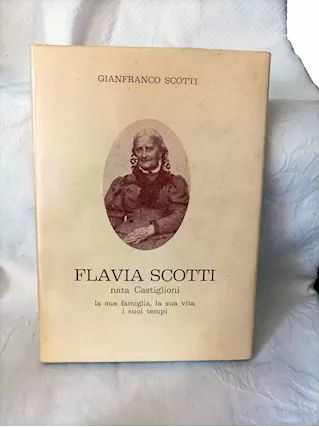 GIANFRANCO SCOTTI
FLAVIA SCOTTI
nata Castiglioni
la sua famiglia, la sua vita
i suoi tempi